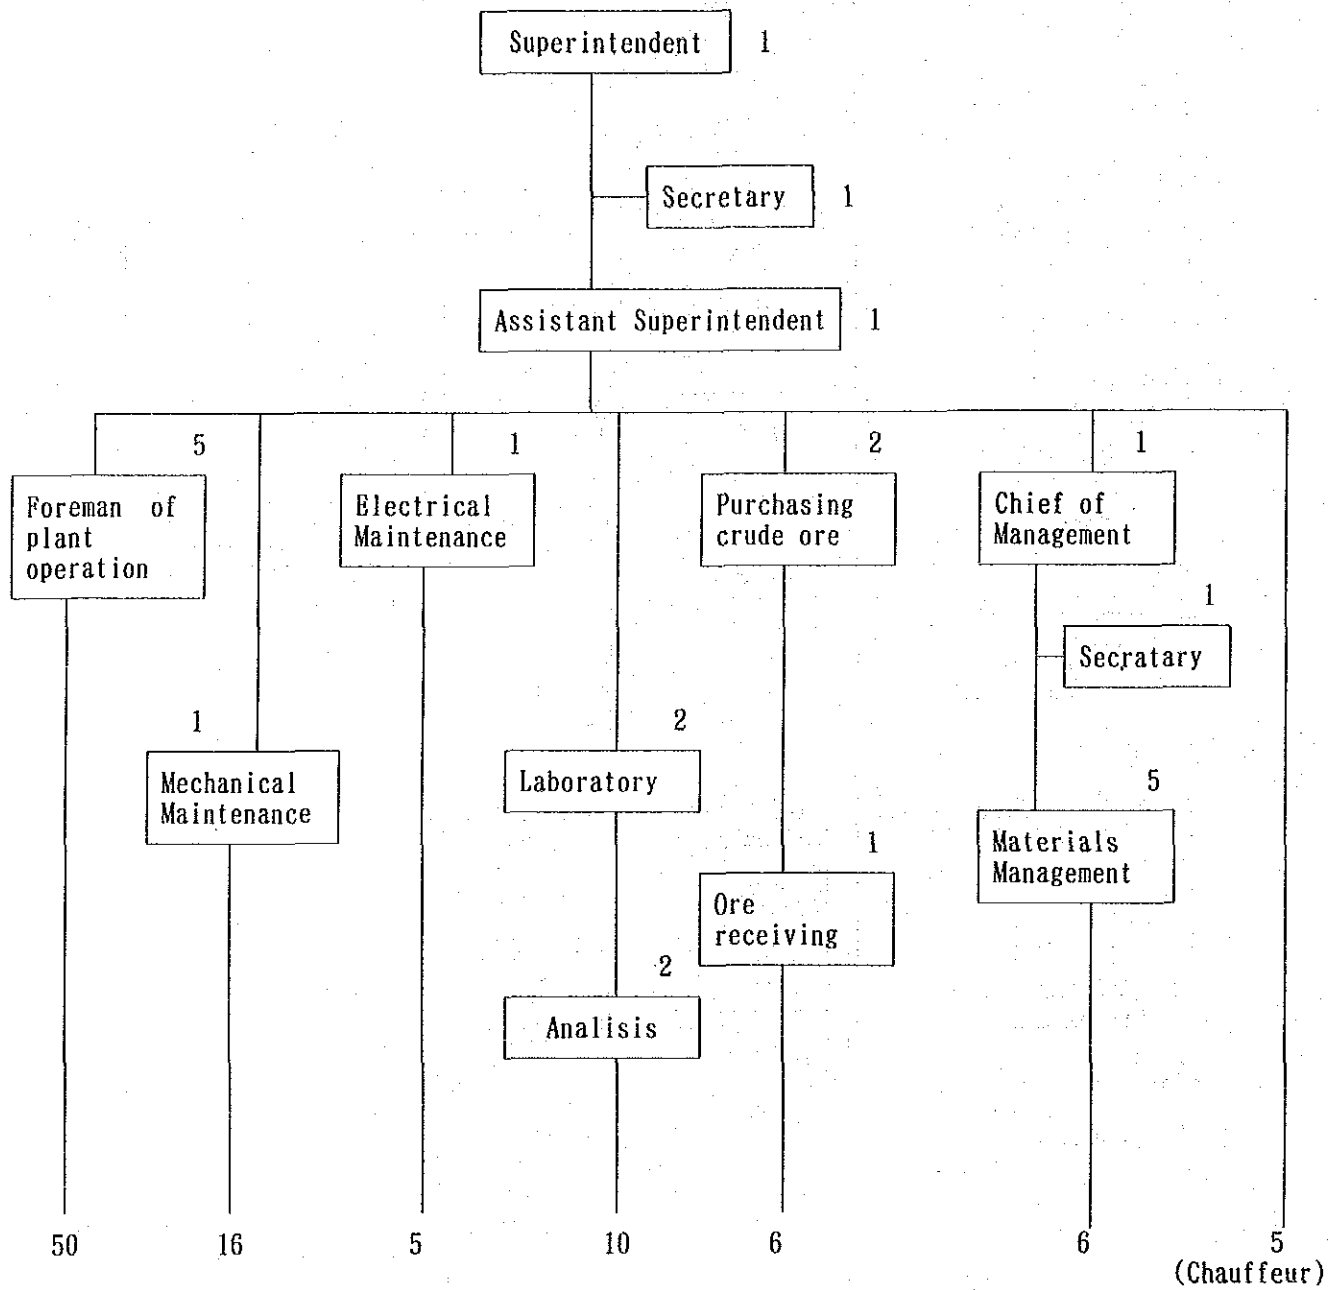 Superintendent 1
Secretary 1
Assistant Superintendent 1
5 1 2 1
Foreman of
plant
operation
Electrical
Maintenance
Purchasing
crude ore
Chief of
Management
1
Secratary
1
Mechanical
Maintenance
2
Laboratory
5
Materials
Management
1
Ore
receiving
2
Analisis
50 16 5 10 6 6 5
(Chauffeur)